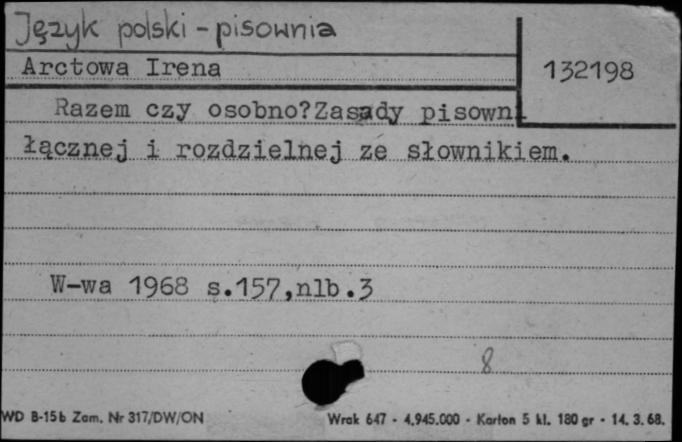 Język polski - pisownia
Arctowa Irena
132198
Razem czy osobno?Zasady pisowni
łącznej i rozdzielnej ze słownikiem.
W-wa 1968 s.157,nlb.3
8
WD B-15b Zam. Nr 317/DW/ON
Wrak 647 - 4.945.000 - Karton 5 kl. 180 gr - 14. 3. 68.